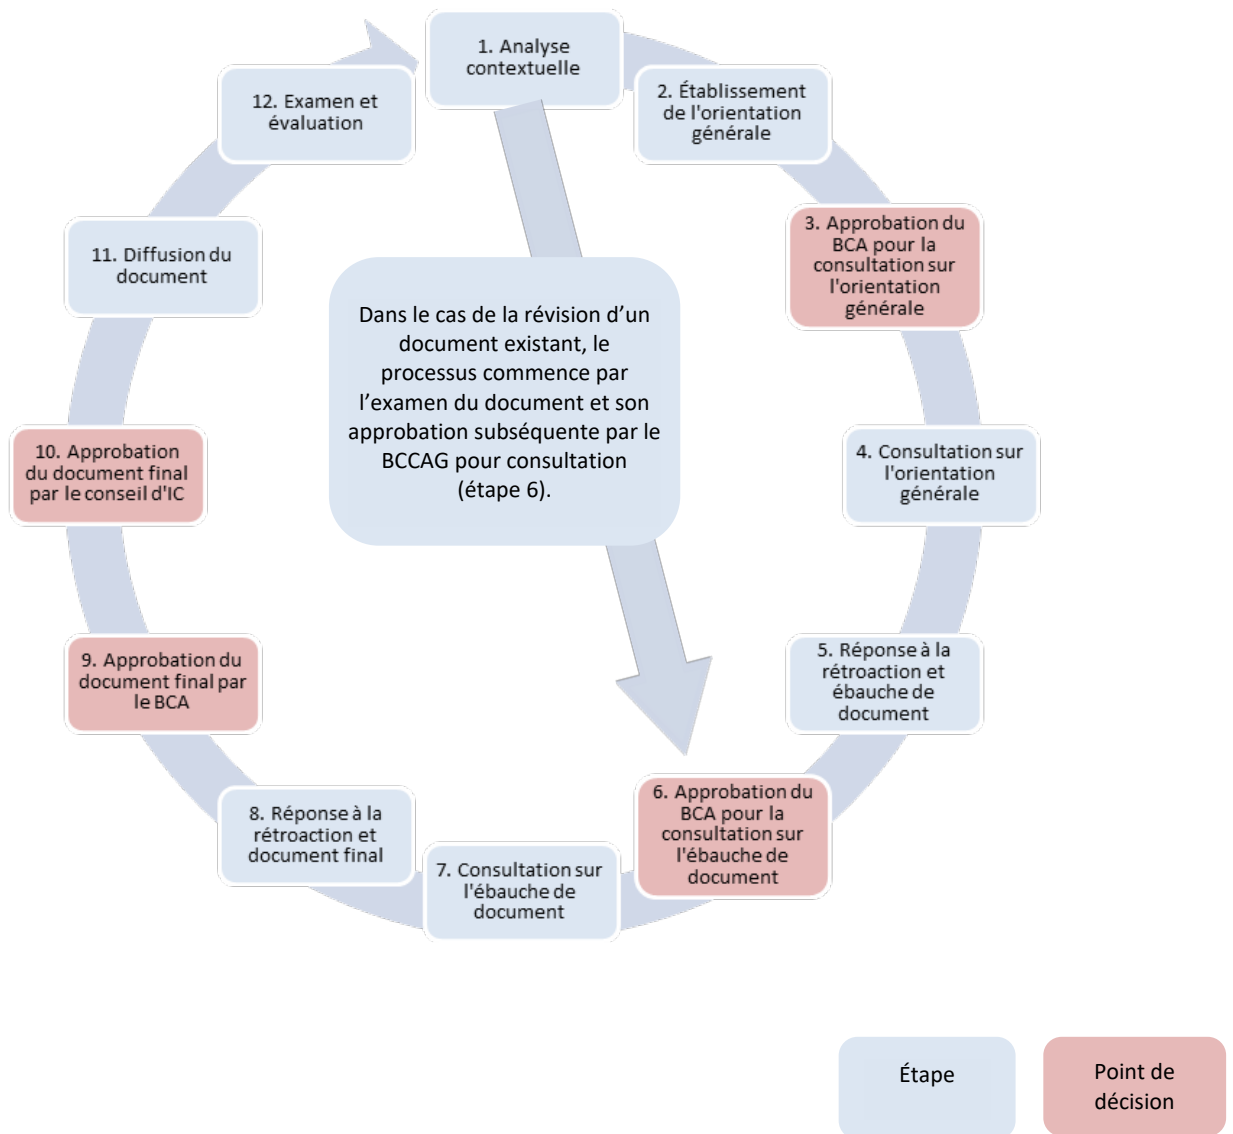 1. Analyse
contextuelle
2. Établissement
de l'orientation
générale
3. Approbation du
BCA pour la
consultation sur
l'orientation
générale
4. Consultation sur
l'orientation
générale
5. Réponse à la
rétroaction et
ébauche de
document
6. Approbation du
BCA pour la
consultation sur
l'ébauche de
document
7. Consultation sur
l'ébauche de
document
8. Réponse à la
rétroaction et
document final
9. Approbation du
document final par
le BCA
10. Approbation
du document final
par le conseil d'IC
11. Diffusion du
document
12. Examen et
évaluation
Dans le cas de la révision d’un
document existant, le
processus commence par
l’examen du document et son
approbation subséquente par le
BCCAG pour consultation
(étape 6).
Étape
Point de
décision